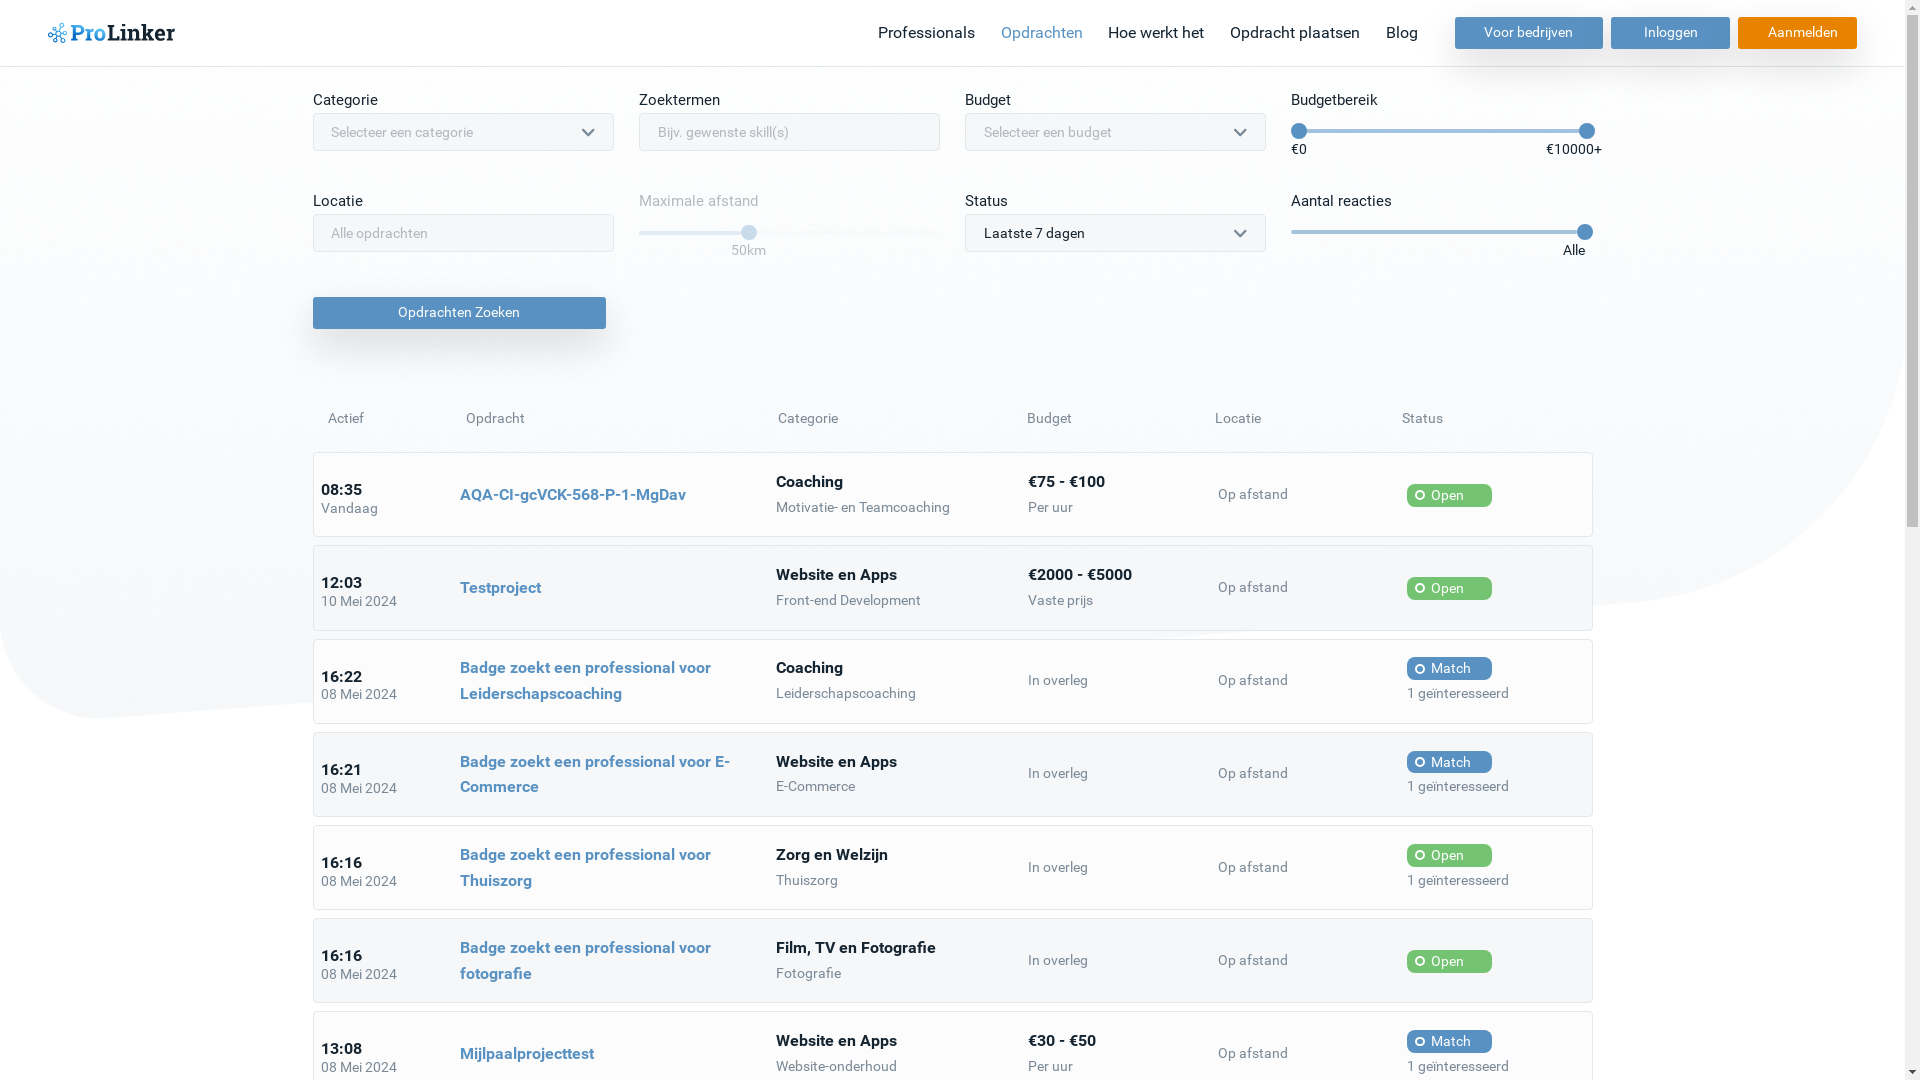 ProLinker
Professionals Opdrachten Hoe werkt het Opdracht plaatsen Blog Voor bedrijven Inloggen Aanmelden
Categorie Zoektermen Budget Budgetbereik
Selecteer een categorie Bijv. gewenste skill(s) Selecteer een budget
€0 €10000+
Locatie Maximale afstand Status Aantal reacties
Alle opdrachten Laatste 7 dagen
50km Alle
Opdrachten Zoeken
Actief Opdracht Categorie Budget Locatie Status
08:35
Vandaag
AQA-CI-gcVCK-568-P-1-MgDav
Coaching
Motivatie- en Teamcoaching
€75 - €100
Per uur
Op afstand
Open
12:03
10 Mei 2024
Testproject
Website en Apps
Front-end Development
€2000 - €5000
Vaste prijs
Op afstand
Open
16:22
08 Mei 2024
Badge zoekt een professional voor
Leiderschapscoaching
Coaching
Leiderschapscoaching
In overleg
Op afstand
Match
1 geïnteresseerd
16:21
08 Mei 2024
Badge zoekt een professional voor E-
Commerce
Website en Apps
E-Commerce
In overleg
Op afstand
Match
1 geïnteresseerd
16:16
08 Mei 2024
Badge zoekt een professional voor
Thuiszorg
Zorg en Welzijn
Thuiszorg
In overleg
Op afstand
Open
1 geïnteresseerd
16:16
08 Mei 2024
Badge zoekt een professional voor
fotografie
Film, TV en Fotografie
Fotografie
In overleg
Op afstand
Open
13:08
08 Mei 2024
Mijlpaalprojecttest
Website en Apps
Website-onderhoud
€30 - €50
Per uur
Op afstand
Match
1 geïnteresseerd